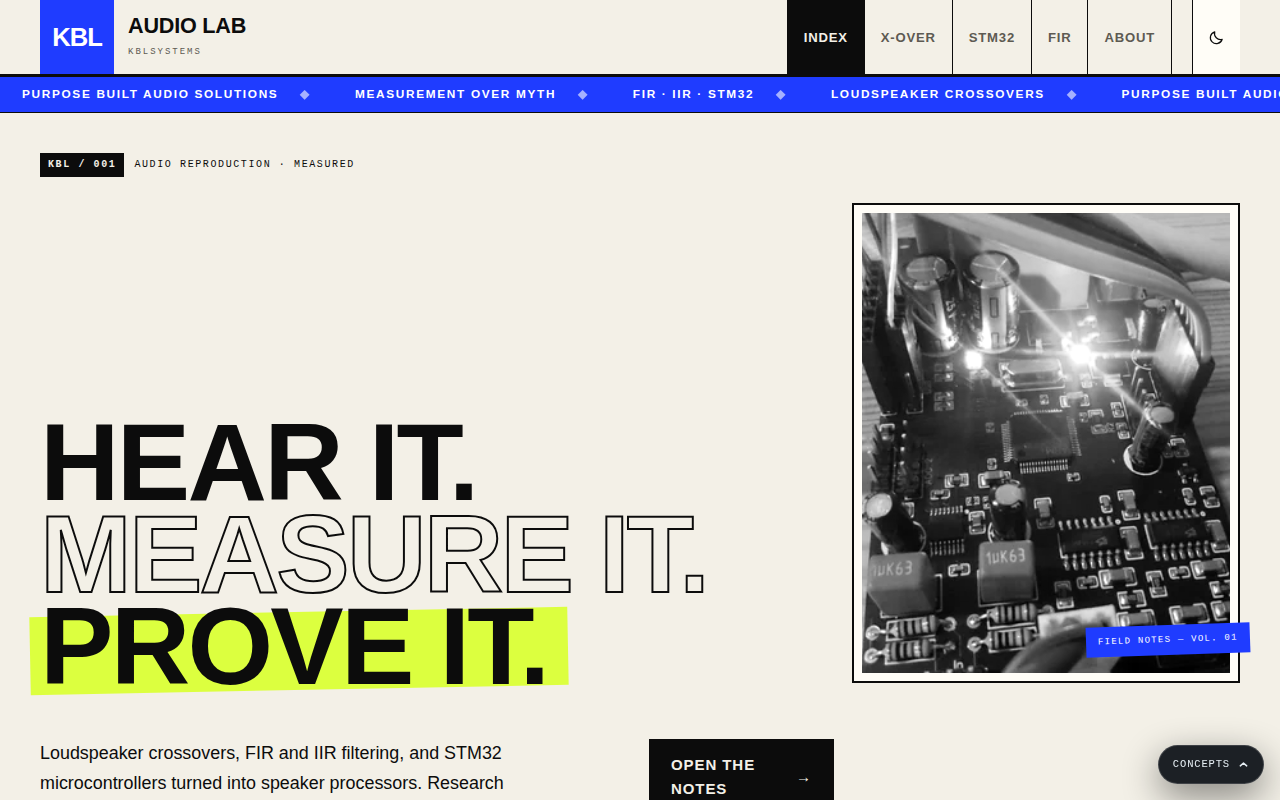 KBL
AUDIO LAB
KBLSYSTEMS
INDEX
X-OVER
STM32
FIR
ABOUT
PURPOSE BUILT AUDIO SOLUTIONS ◆ MEASUREMENT OVER MYTH ◆ FIR · IIR · STM32 ◆ LOUDSPEAKER CROSSOVERS ◆ PURPOSE BUILT AUDI
KBL / 001 AUDIO REPRODUCTION · MEASURED
HEAR IT.
MEASURE IT.
PROVE IT.
1µK63
1µK63
In
FIELD NOTES — VOL. 01
Loudspeaker crossovers, FIR and IIR filtering, and STM32
microcontrollers turned into speaker processors. Research
OPEN THE
NOTES →
CONCEPTS